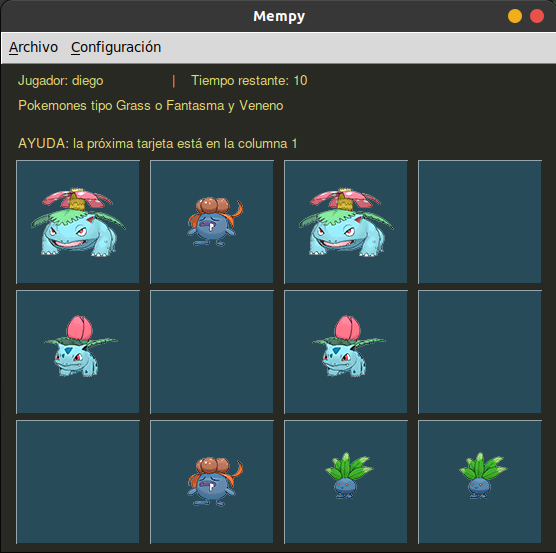 Mempy
Archivo Configuración
Jugador: diego | Tiempo restante: 10
Pokemones tipo Grass o Fantasma y Veneno
AYUDA: la próxima tarjeta está en la columna 1